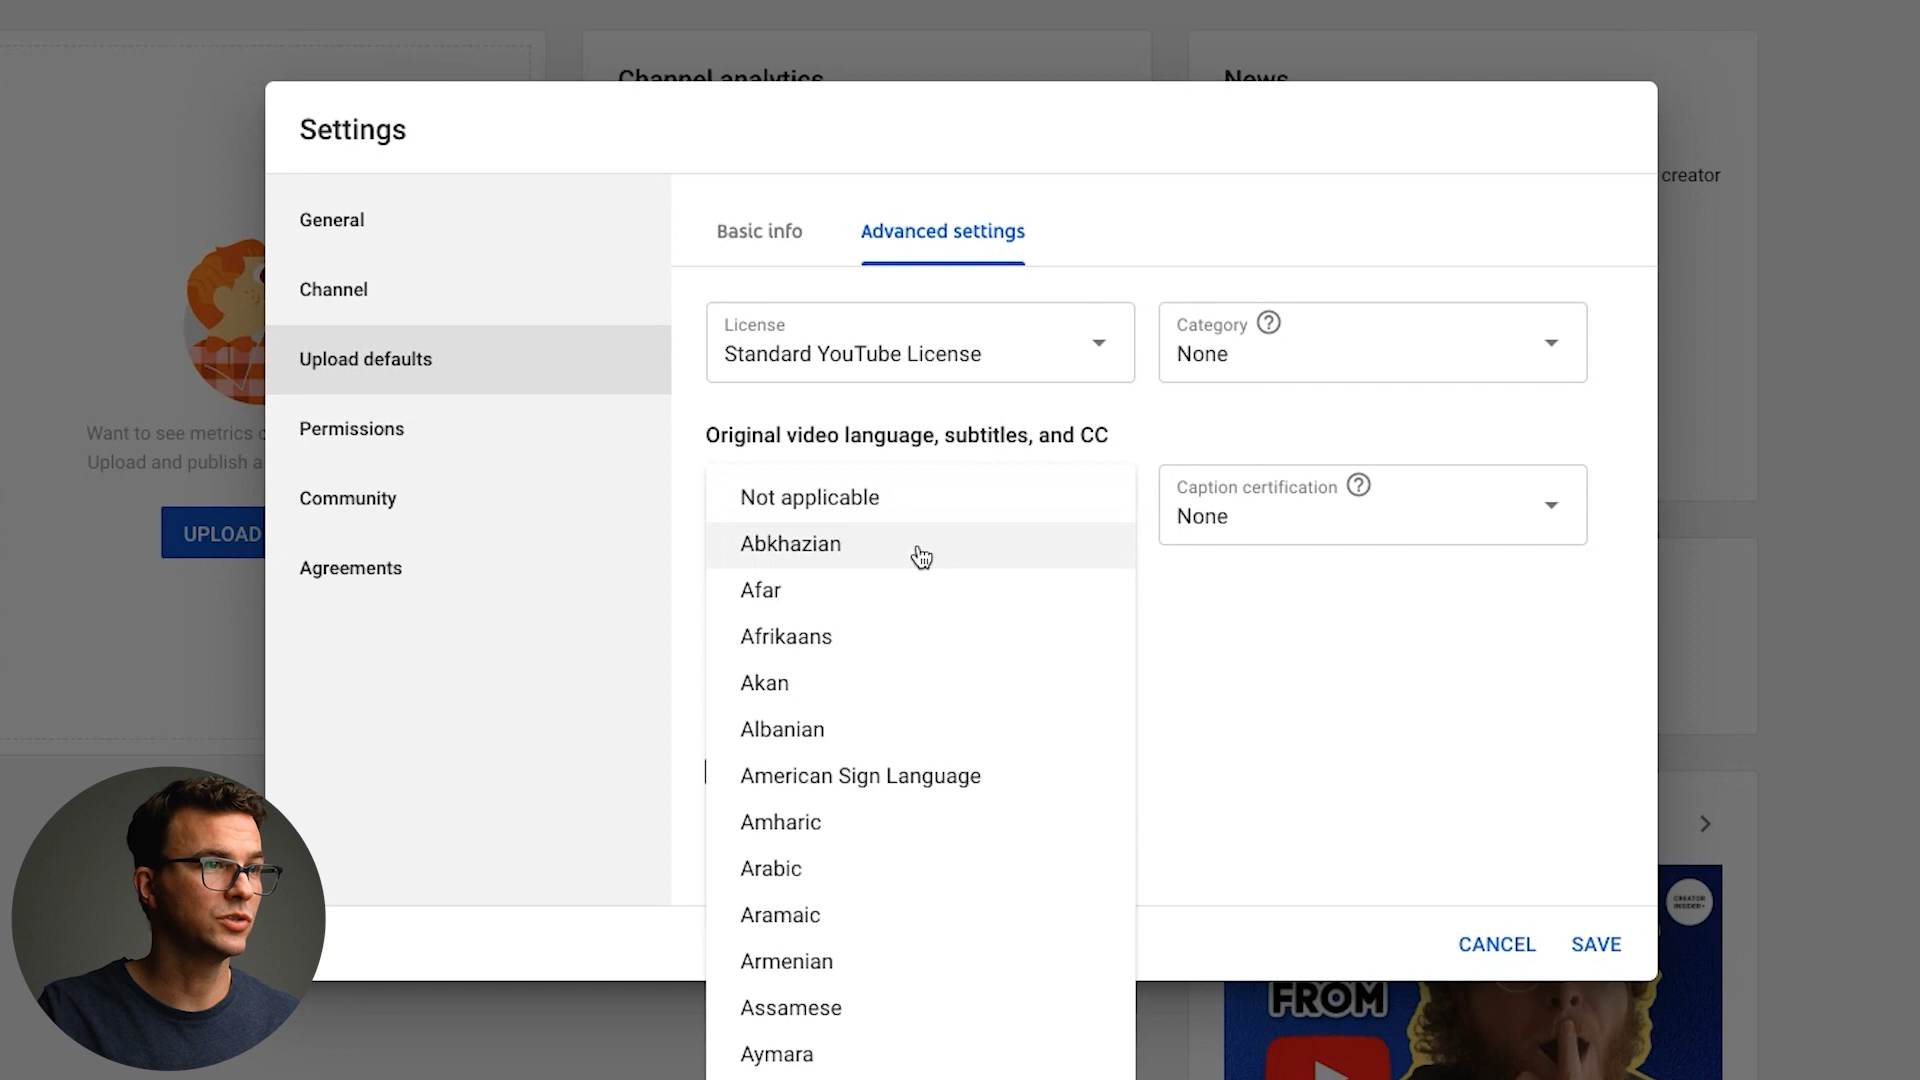 Channel analytics
News
Settings
creator
General
Channel
Upload defaults
Permissions
Community
Agreements
Basic info
Advanced settings
License
Standard YouTube License
Category
None
Original video language, subtitles, and CC
Not applicable
Abkhazian
Afar
Afrikaans
Akan
Albanian
American Sign Language
Amharic
Arabic
Aramaic
Armenian
Assamese
Aymara
Caption certification
None
Want to see metrics
Upload and publish a
UPLOAD
CANCEL
SAVE
CREATOR
INSIDER
FROM